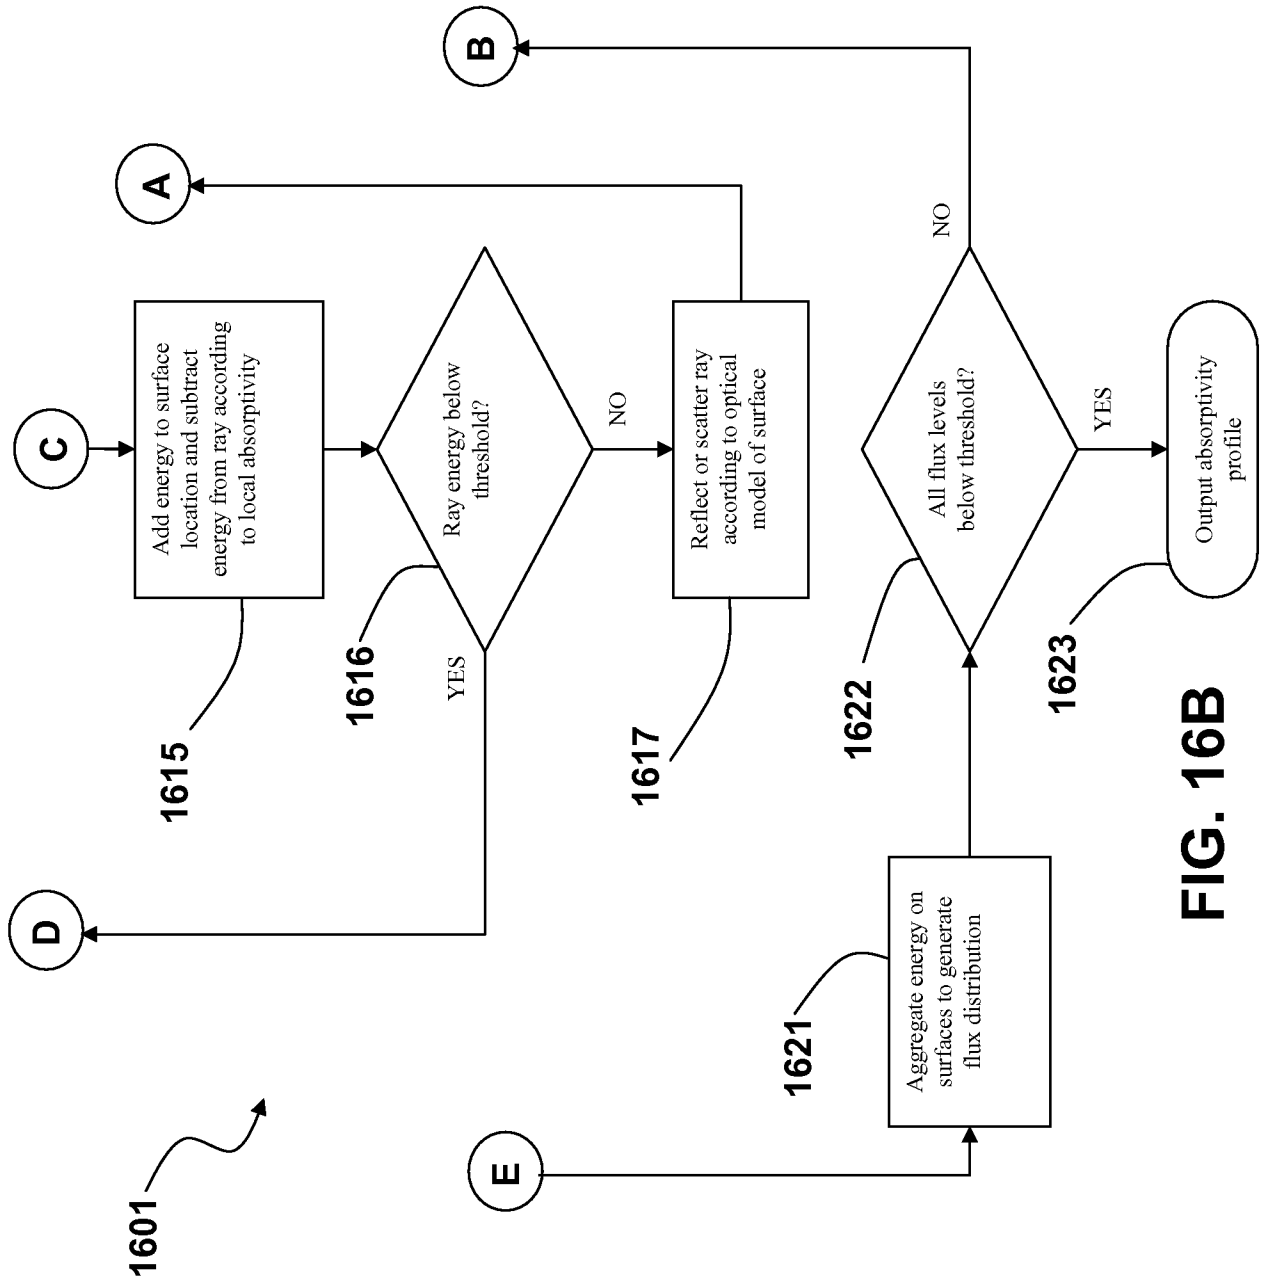 1601
C
Add energy to surface
location and subtract
energy from ray according
to local absorptivity
1615
D
YES
Ray energy below
threshold?
1616
NO
A
Reflect or scatter ray
according to optical
model of surface
1617
E
Aggregate energy on
surfaces to generate
flux distribution
1621
All flux levels
below threshold?
1622
NO
B
YES
Output absorptivity
profile
1623
FIG. 16B